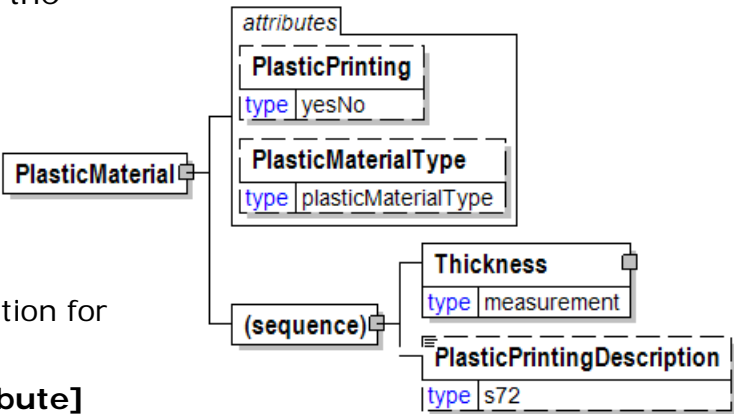 the
attributes
PlasticPrinting
type yesNo
PlasticMaterial
PlasticMaterialType
type plasticMaterialType
Thickness
type measurement
tion for
(sequence)
PlasticPrintingDescription
type s72
bute]